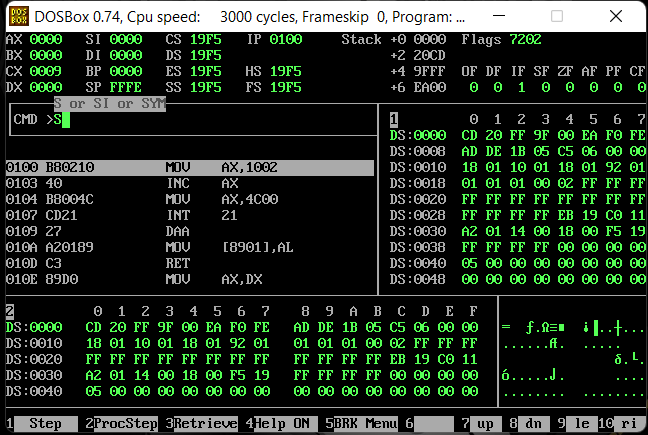 DOSBox 0.74, Cpu speed: 3000 cycles, Frameskip 0, Program: ...
AX 0000 SI 0000 CS 19F5 IP 0100 Stack +0 0000 Flags 7202
BX 0000 DI 0000 DS 19F5 +2 20CD
CX 0009 BP 0000 ES 19F5 HS 19F5 +4 9FFF OF DF IF SF ZF AF PF CF
DX 0000 SP FFFE SS 19F5 FS 19F5 +6 EA00 0 0 1 0 0 0 0 0
S or SI or SYM
CMD >S
1 0 1 2 3 4 5 6 7
DS:0000 CD 20 FF 9F 00 EA F0 FE
DS:0008 AD DE 1B 05 C5 06 00 00
DS:0010 18 01 10 01 18 01 92 01
DS:0018 01 01 01 00 02 FF FF FF
DS:0020 FF FF FF FF FF FF FF FF
DS:0028 FF FF FF FF EB 19 C0 11
DS:0030 A2 01 14 00 18 00 F5 19
DS:0038 FF FF FF FF 00 00 00 00
DS:0040 05 00 00 00 00 00 00 00
DS:0048 00 00 00 00 00 00 00 00
0100 B80210 MOV AX,1002
0103 40 INC AX
0104 B8004C MOV AX,4C00
0107 CD21 INT 21
0109 27 DAA
010A A20189 MOV [8901],AL
010D C3 RET
010E 89D0 MOV AX,DX
2 0 1 2 3 4 5 6 7 8 9 A B C D E F
DS:0000 CD 20 FF 9F 00 EA F0 FE AD DE 1B 05 C5 06 00 00
DS:0010 18 01 10 01 18 01 92 01 01 01 01 00 02 FF FF FF
DS:0020 FF FF FF FF FF FF FF FF FF FF FF FF EB 19 C0 11
DS:0030 A2 01 14 00 18 00 F5 19 FF FF FF FF 00 00 00 00
DS:0040 05 00 00 00 00 00 00 00 00 00 00 00 00 00 00 00
= ƒ.Ω≡■ ¡▐..┼...
......ff. .....
δ.└.
ó.....⌡.  ....
........ ........
1 Step 2ProcStep 3Retrieve 4Help ON 5BRK Menu 6 7 up 8 dn 9 le 10 ri